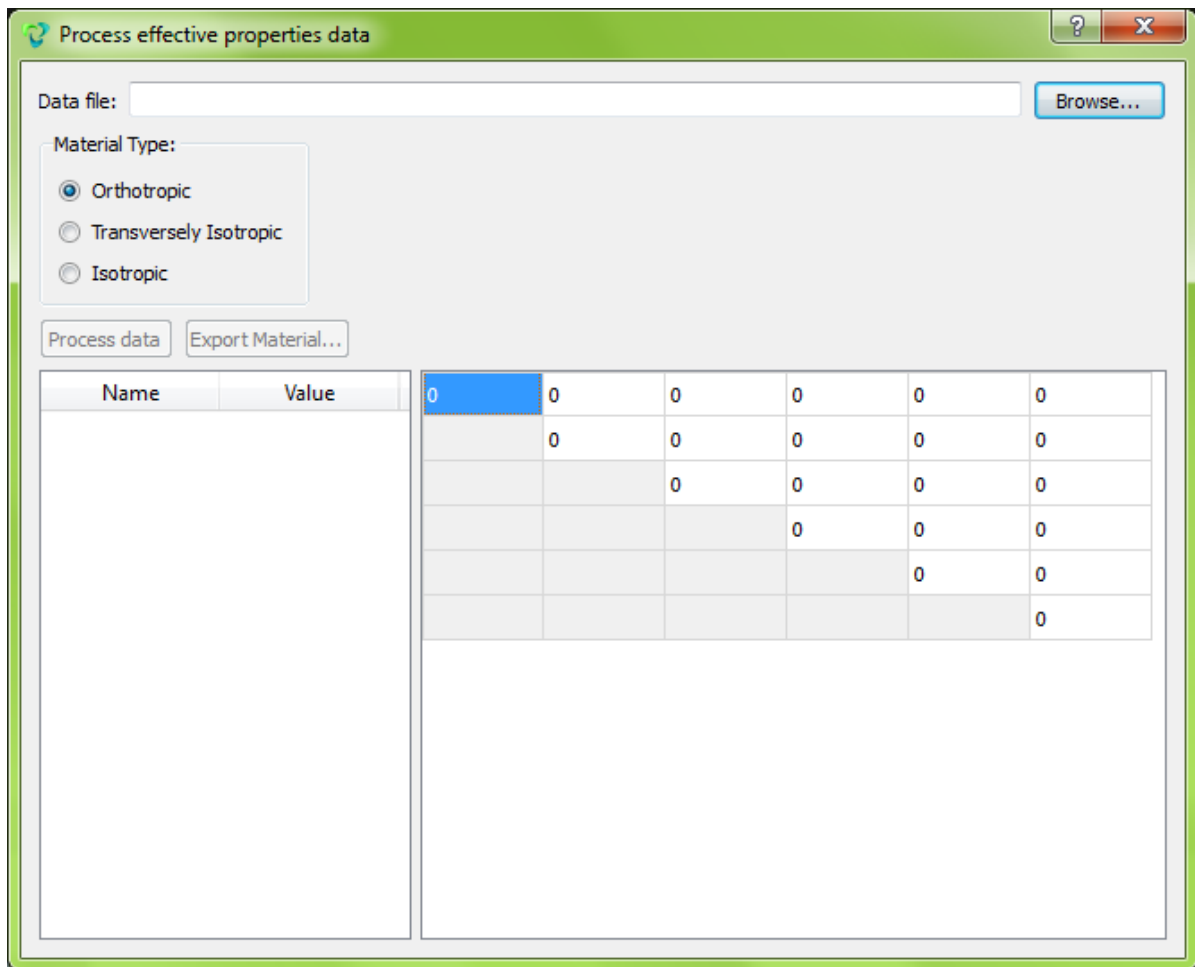 Process effective properties data ? X
Data file: Browse...
Material Type:
Orthotropic
Transversely Isotropic
Isotropic
Process data Export Material...
Name Value 0 0 0 0 0 0
0 0 0 0 0
0 0 0 0
0 0 0
0 0
0